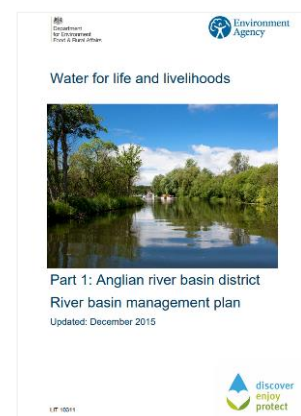 Department
for Environment
Food & Rural Affairs
Environment
Agency
Water for life and livelihoods
Part 1: Anglian river basin district
River basin management plan
Updated: December 2015
discover
enjoy
protect